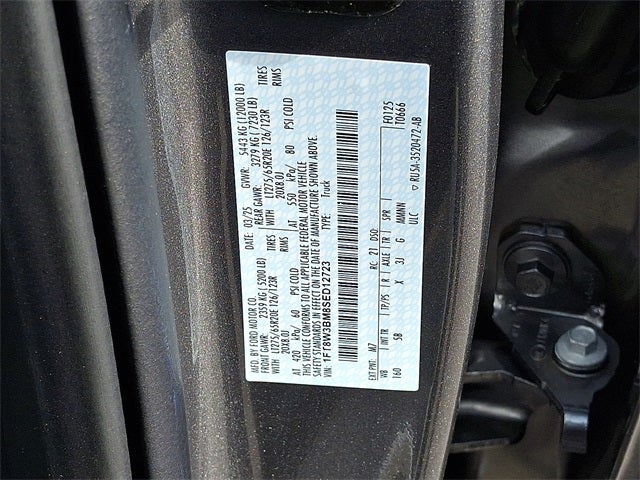 MFD. BY FORD MOTOR CO. DATE: 03/25 GVWR: 5443 KG (12000 LB)
FRONT GAWR: 2359 KG (5200 LB) REAR GAWR: 3279 KG (7230 LB)
WITH LT275/65R20E 126/123R TIRES WITH LT275/65R20E 126/123R TIRES
20X8.0J RIMS 20X8.0J RIMS
AT 420 kPa/ 60 PSI COLD AT 550 kPa/ 80 PSI COLD
THIS VEHICLE CONFORMS TO ALL APPLICABLE FEDERAL MOTOR VEHICLE
SAFETY STANDARDS IN EFFECT ON THE DATE OF MANUFACTURE SHOWN ABOVE.
VIN: 1FT8W3BM8SED12723 TYPE: Truck
EXT PNT: M7 RC: 21 DSO: F0125
WB TP/PS R AXLE TR SPR T0666
160 5B X 3J G MMNNN
ULC ▽ RU5A-3520472-AB